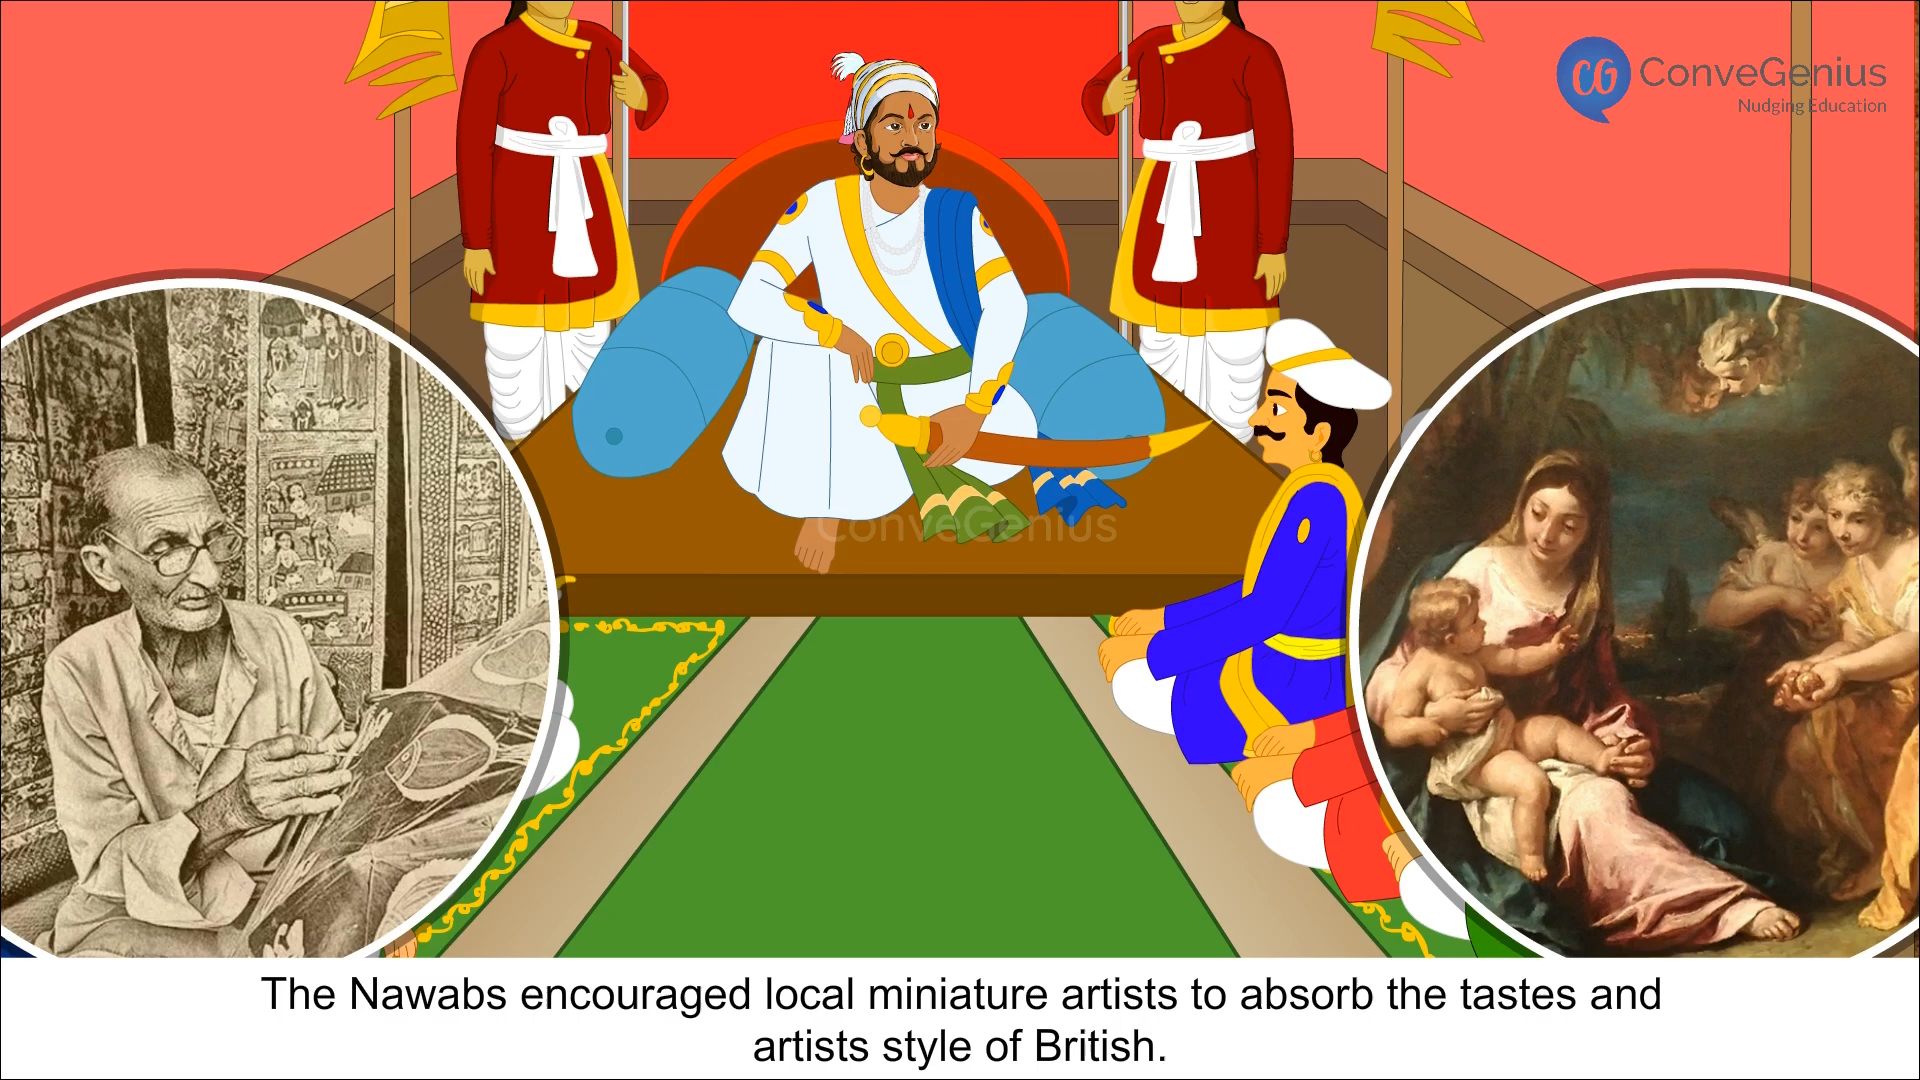 CG ConveGenius
Nudging Education
ConveGenius
The Nawabs encouraged local miniature artists to absorb the tastes and
artists style of British.